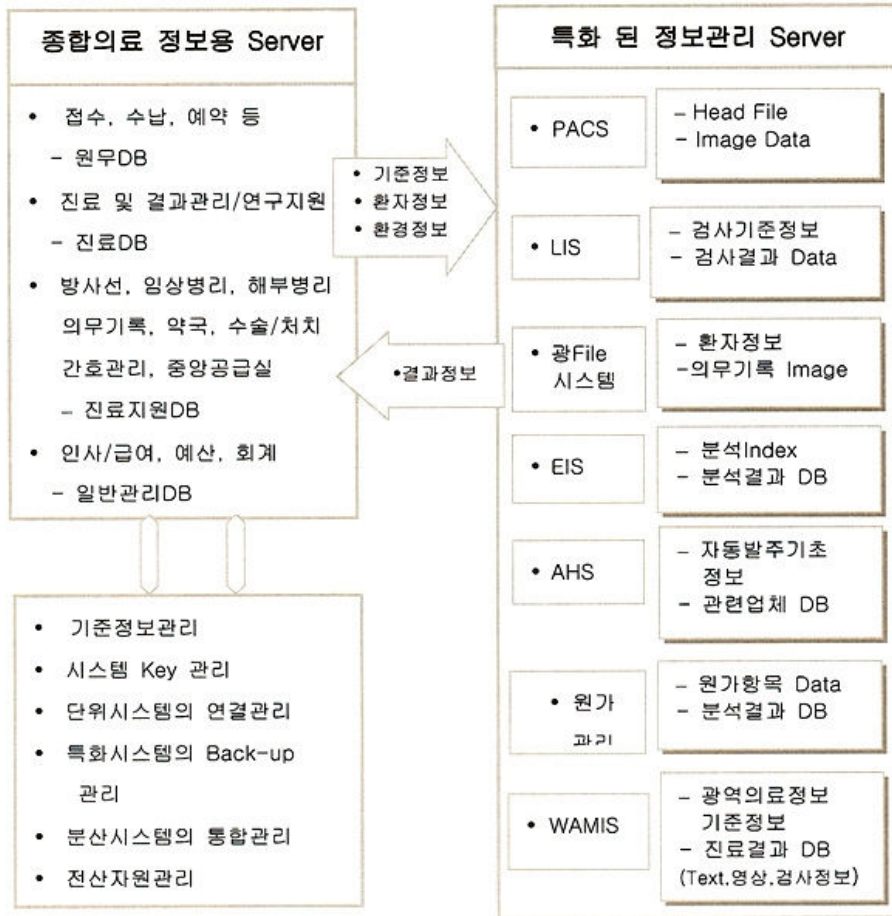 종합의료 정보용 Server
• 접수, 수납, 예약 등
- 원무DB
• 진료 및 결과관리/연구지원
- 진료DB
• 방사선, 임상병리, 해부병리
의무기록, 약국, 수술/처치
간호관리, 중앙공급실
- 진료지원DB
• 인사/급여, 예산, 회계
- 일반관리DB
• 기준정보
• 환자정보
• 환경정보
•결과정보
• 기준정보관리
• 시스템 Key 관리
• 단위시스템의 연결관리
• 특화시스템의 Back-up
관리
• 분산시스템의 통합관리
• 전산자원관리
특화 된 정보관리 Server
• PACS
- Head File
- Image Data
• LIS
- 검사기준정보
- 검사결과 Data
• 광File
시스템
- 환자정보
-의무기록 Image
• EIS
- 분석Index
- 분석결과 DB
• AHS
- 자동발주기초
정보
- 관련업체 DB
• 원가
관리
- 원가항목 Data
- 분석결과 DB
• WAMIS
- 광역의료정보
기준정보
- 진료결과 DB
(Text,영상,검사정보)